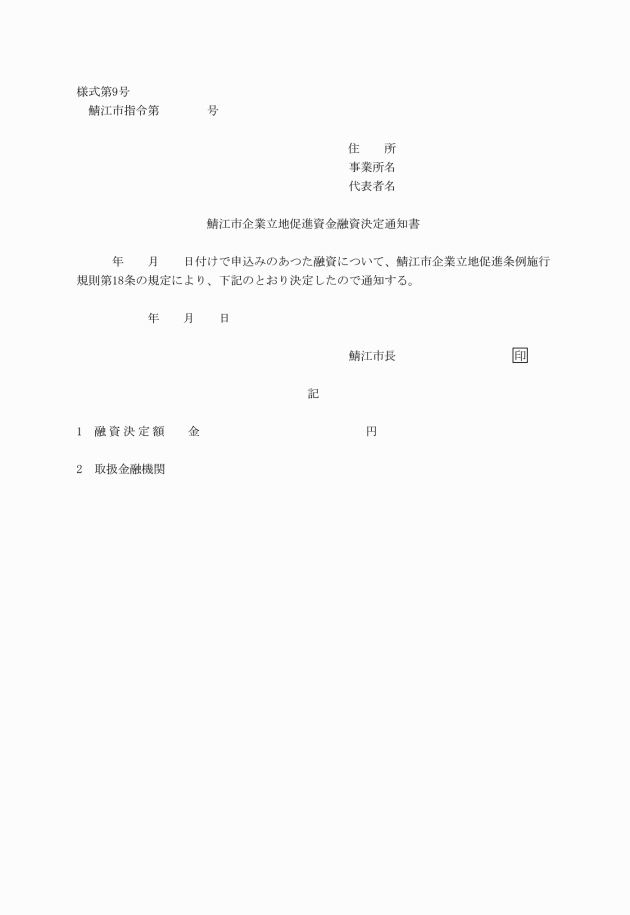 様式第9号
鯖江市指令第　　　　号
住　　所
事業所名
代表者名
鯖江市企業立地促進資金融資決定通知書
年　　月　　日付けで申込みのあつた融資について、鯖江市企業立地促進条例施行
規則第18条の規定により、下記のとおり決定したので通知する。
年　　月　　日
鯖江市長　　　　　　　　　　印
記
1　融資決定額　　金　　　　　　　　　　　　　　円
2　取扱金融機関